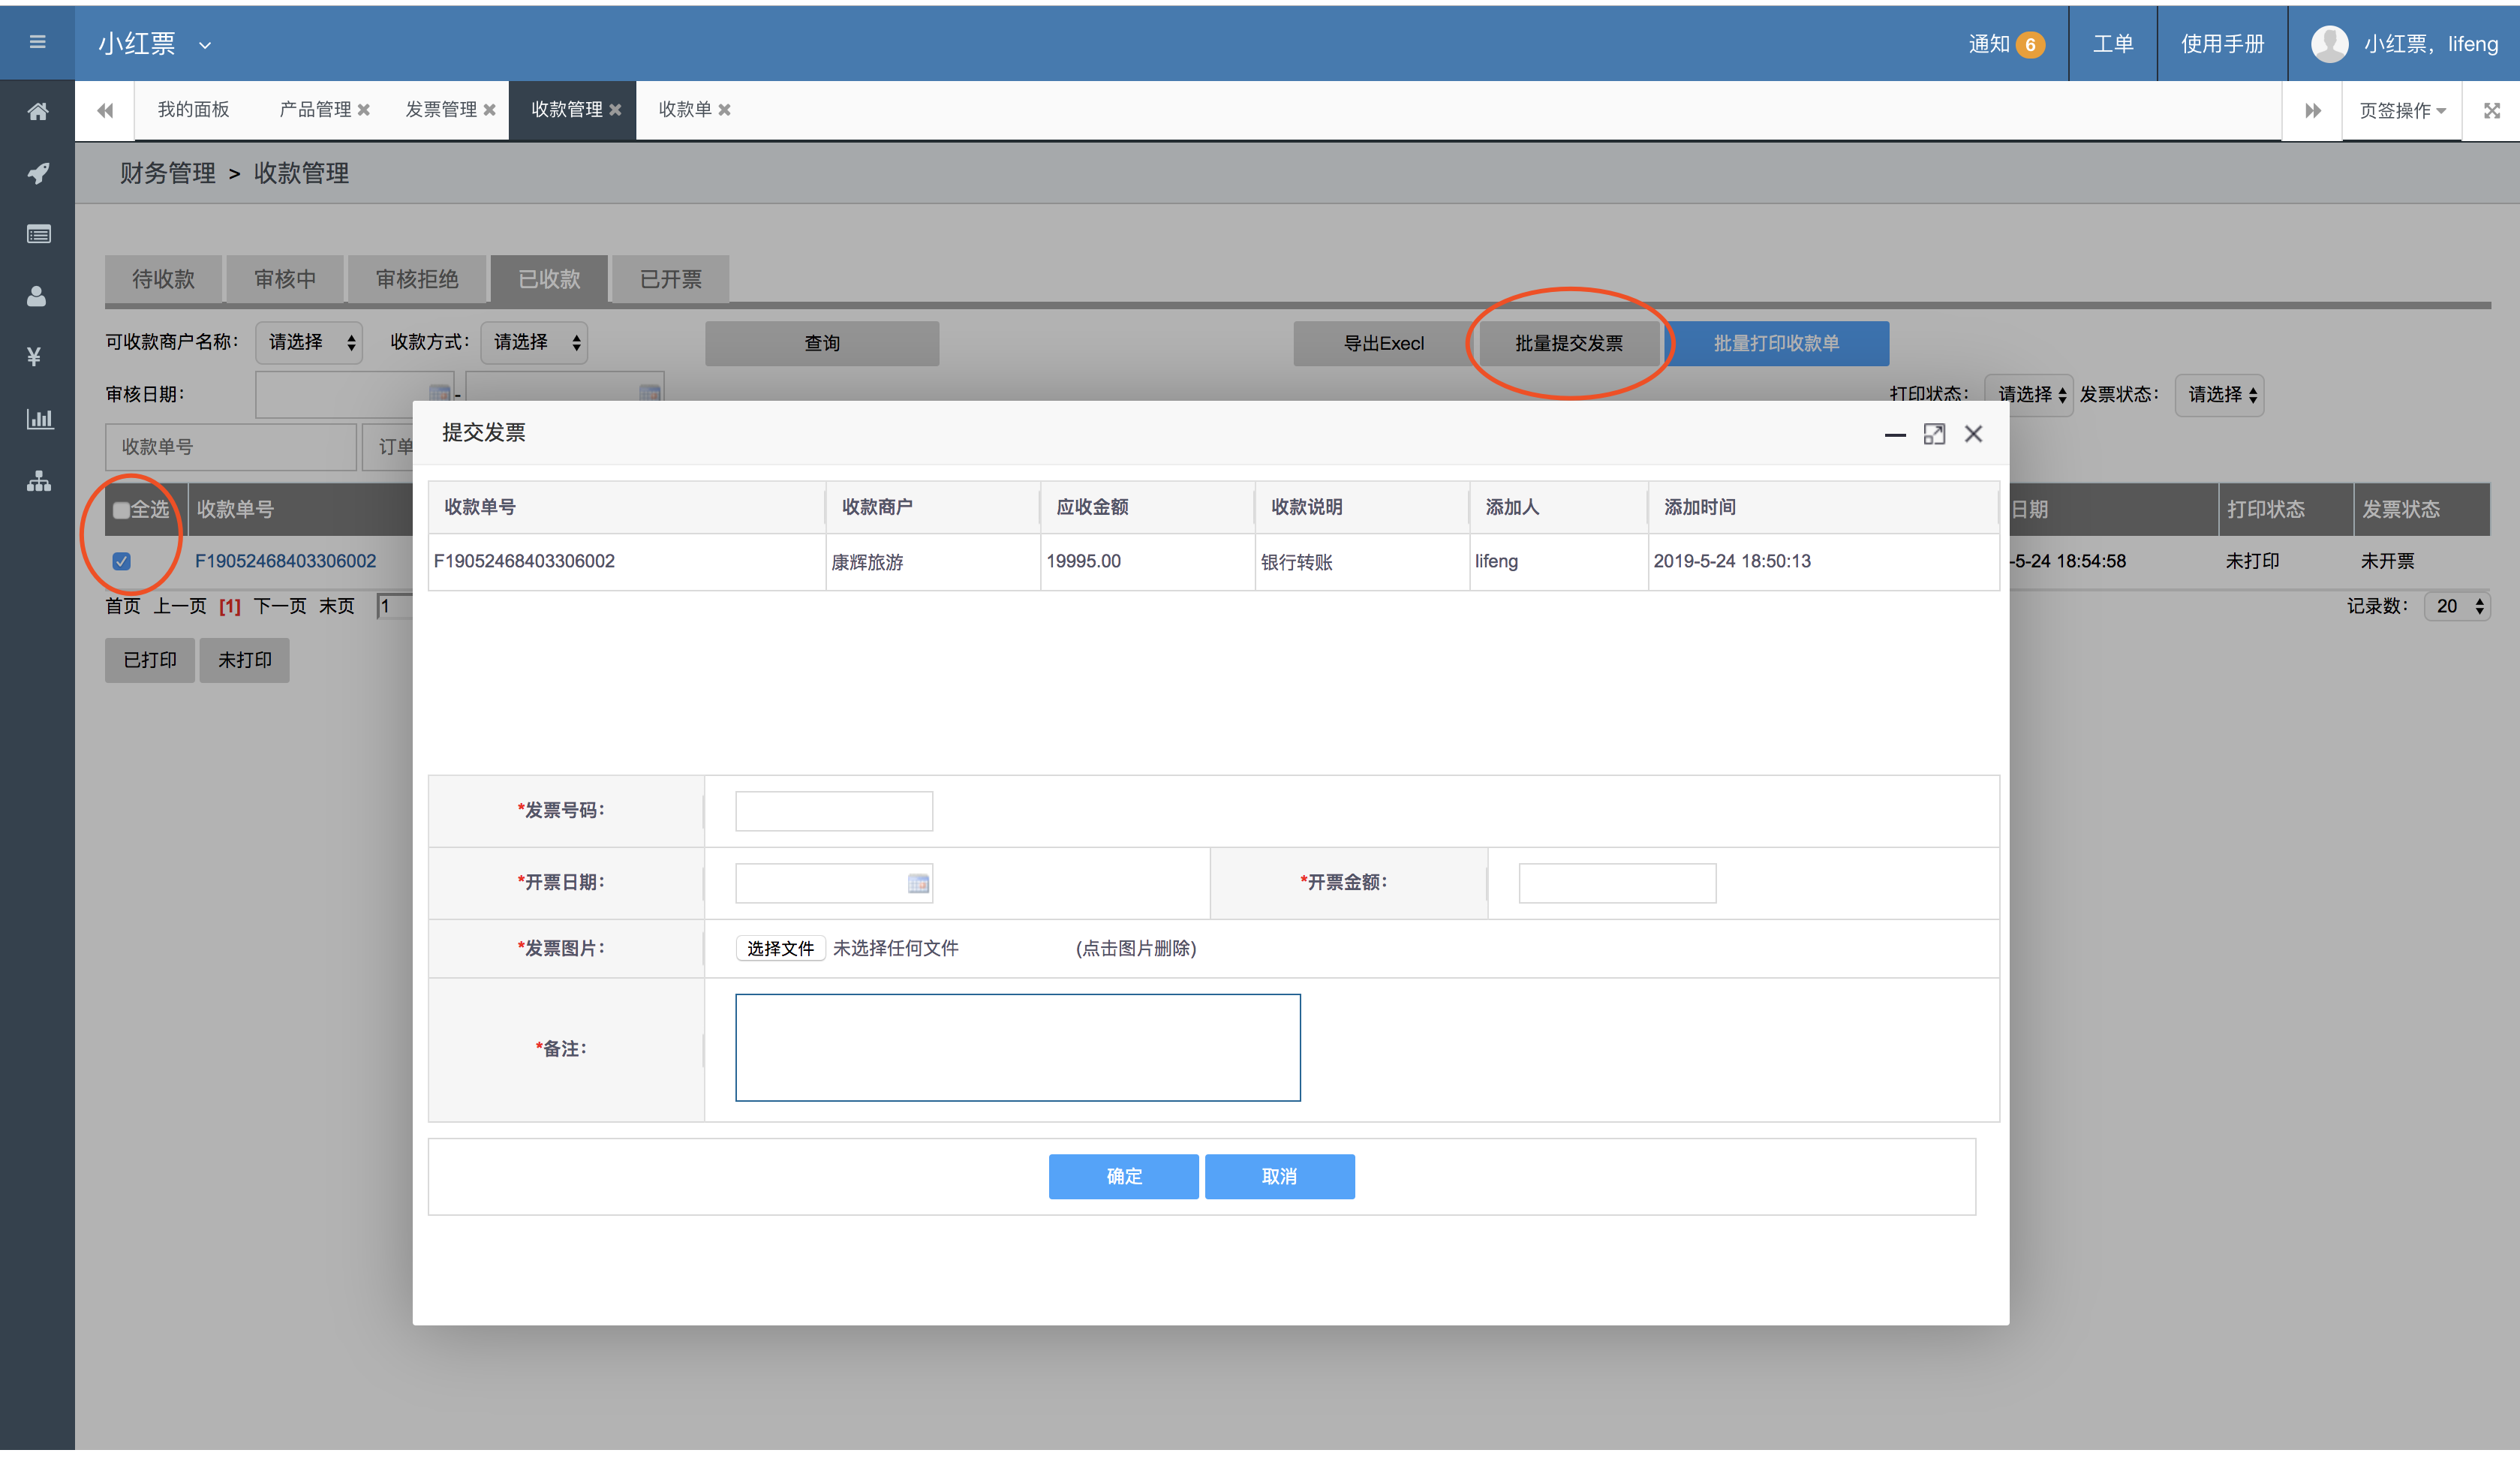 小红票 通知 6 工单 使用手册 小红票，lifeng
我的面板 产品管理 发票管理 收款管理 收款单 页签操作
财务管理 > 收款管理
待收款 审核中 审核拒绝 已收款 已开票
可收款商户名称： 请选择 收款方式： 请选择 查询 导出Execl 批量提交发票 批量打印收款单
审核日期： - 打印状态： 请选择 发票状态： 请选择
收款单号 订单
全选 收款单号 日期 打印状态 发票状态
F19052468403306002 -5-24 18:54:58 未打印 未开票
首页 上一页 [1] 下一页 末页 1 记录数： 20
已打印 未打印
提交发票
收款单号 收款商户 应收金额 收款说明 添加人 添加时间
F19052468403306002 康辉旅游 19995.00 银行转账 lifeng 2019-5-24 18:50:13
*发票号码：
*开票日期： *开票金额：
*发票图片： 选择文件 未选择任何文件 (点击图片删除)
*备注：
确定 取消